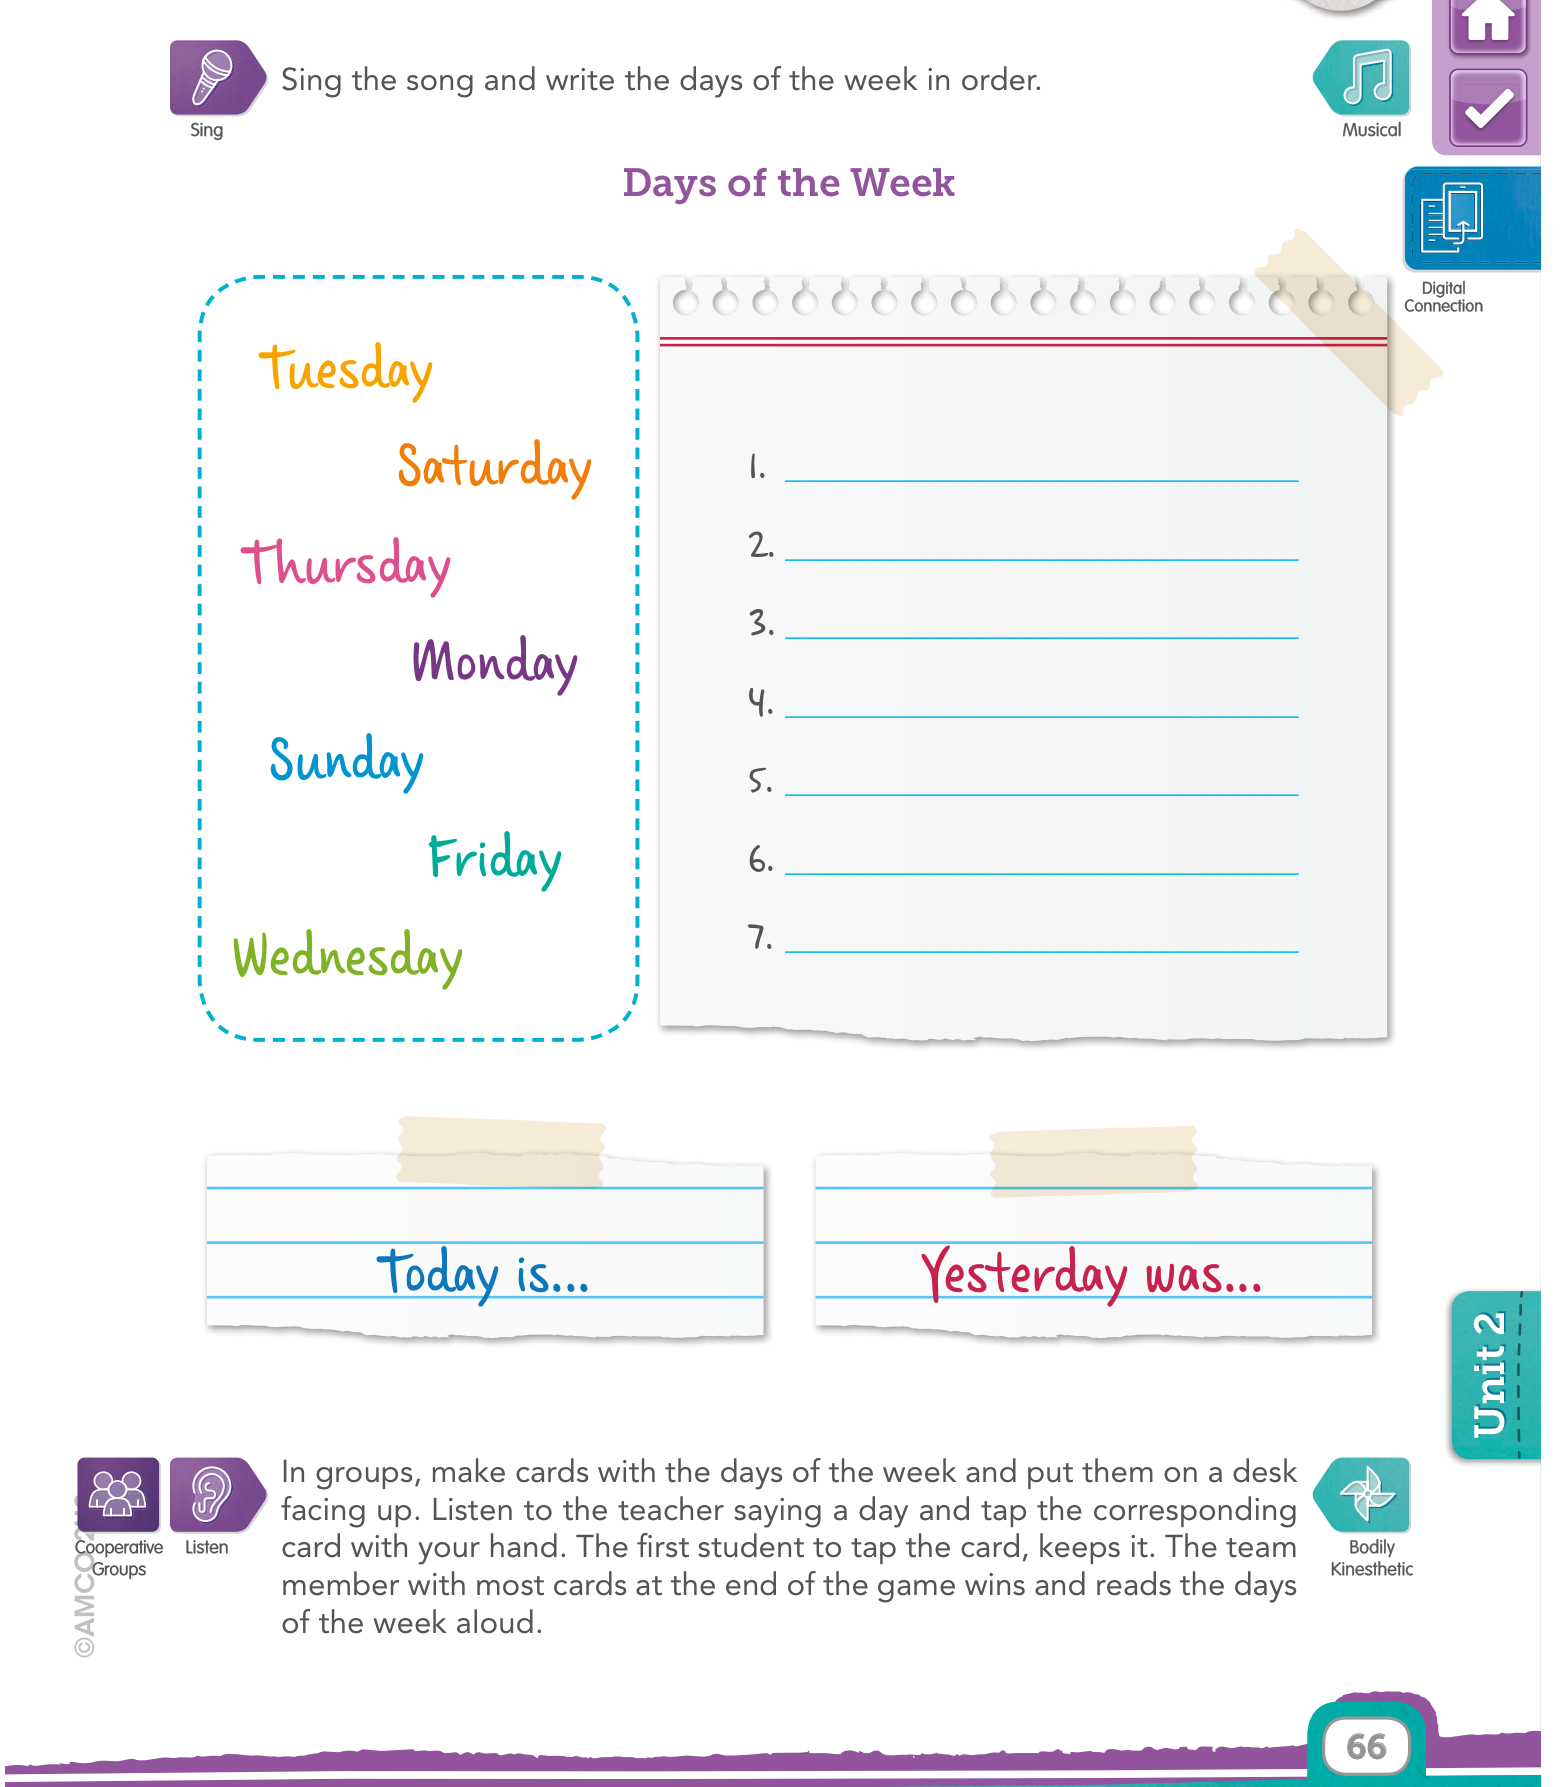 Sing the song and write the days of the week in order.
Sing
Musical
Days of the Week
Digital
Connection
Tuesday
Saturday
Thursday
Monday
Sunday
Friday
Wednesday
1.
2.
3.
4.
5.
6.
7.
Today is...
Yesterday was...
Unit 2
In groups, make cards with the days of the week and put them on a desk
facing up. Listen to the teacher saying a day and tap the corresponding
card with your hand. The first student to tap the card, keeps it. The team
member with most cards at the end of the game wins and reads the days
of the week aloud.
Cooperative
Groups
Listen
Bodily
Kinesthetic
©AMCO
66